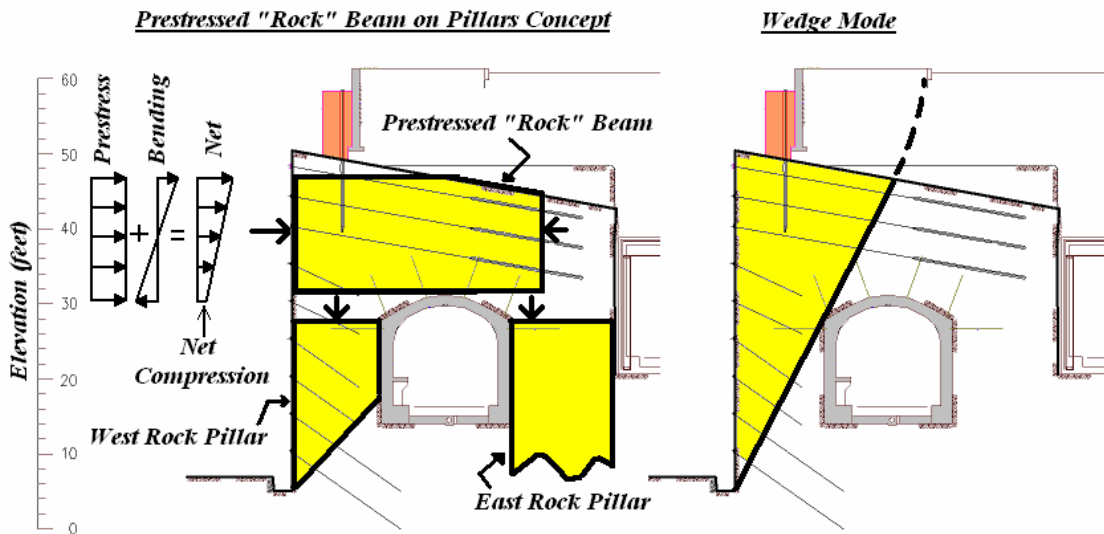 Prestressed "Rock" Beam on Pillars Concept
Wedge Mode
Elevation (ffeet)
60
50
40
30
20
10
0
Prestress
Bending
Net
+
=
Prestressed "Rock" Beam
Net
Compression
West Rock Pillar
East Rock Pillar